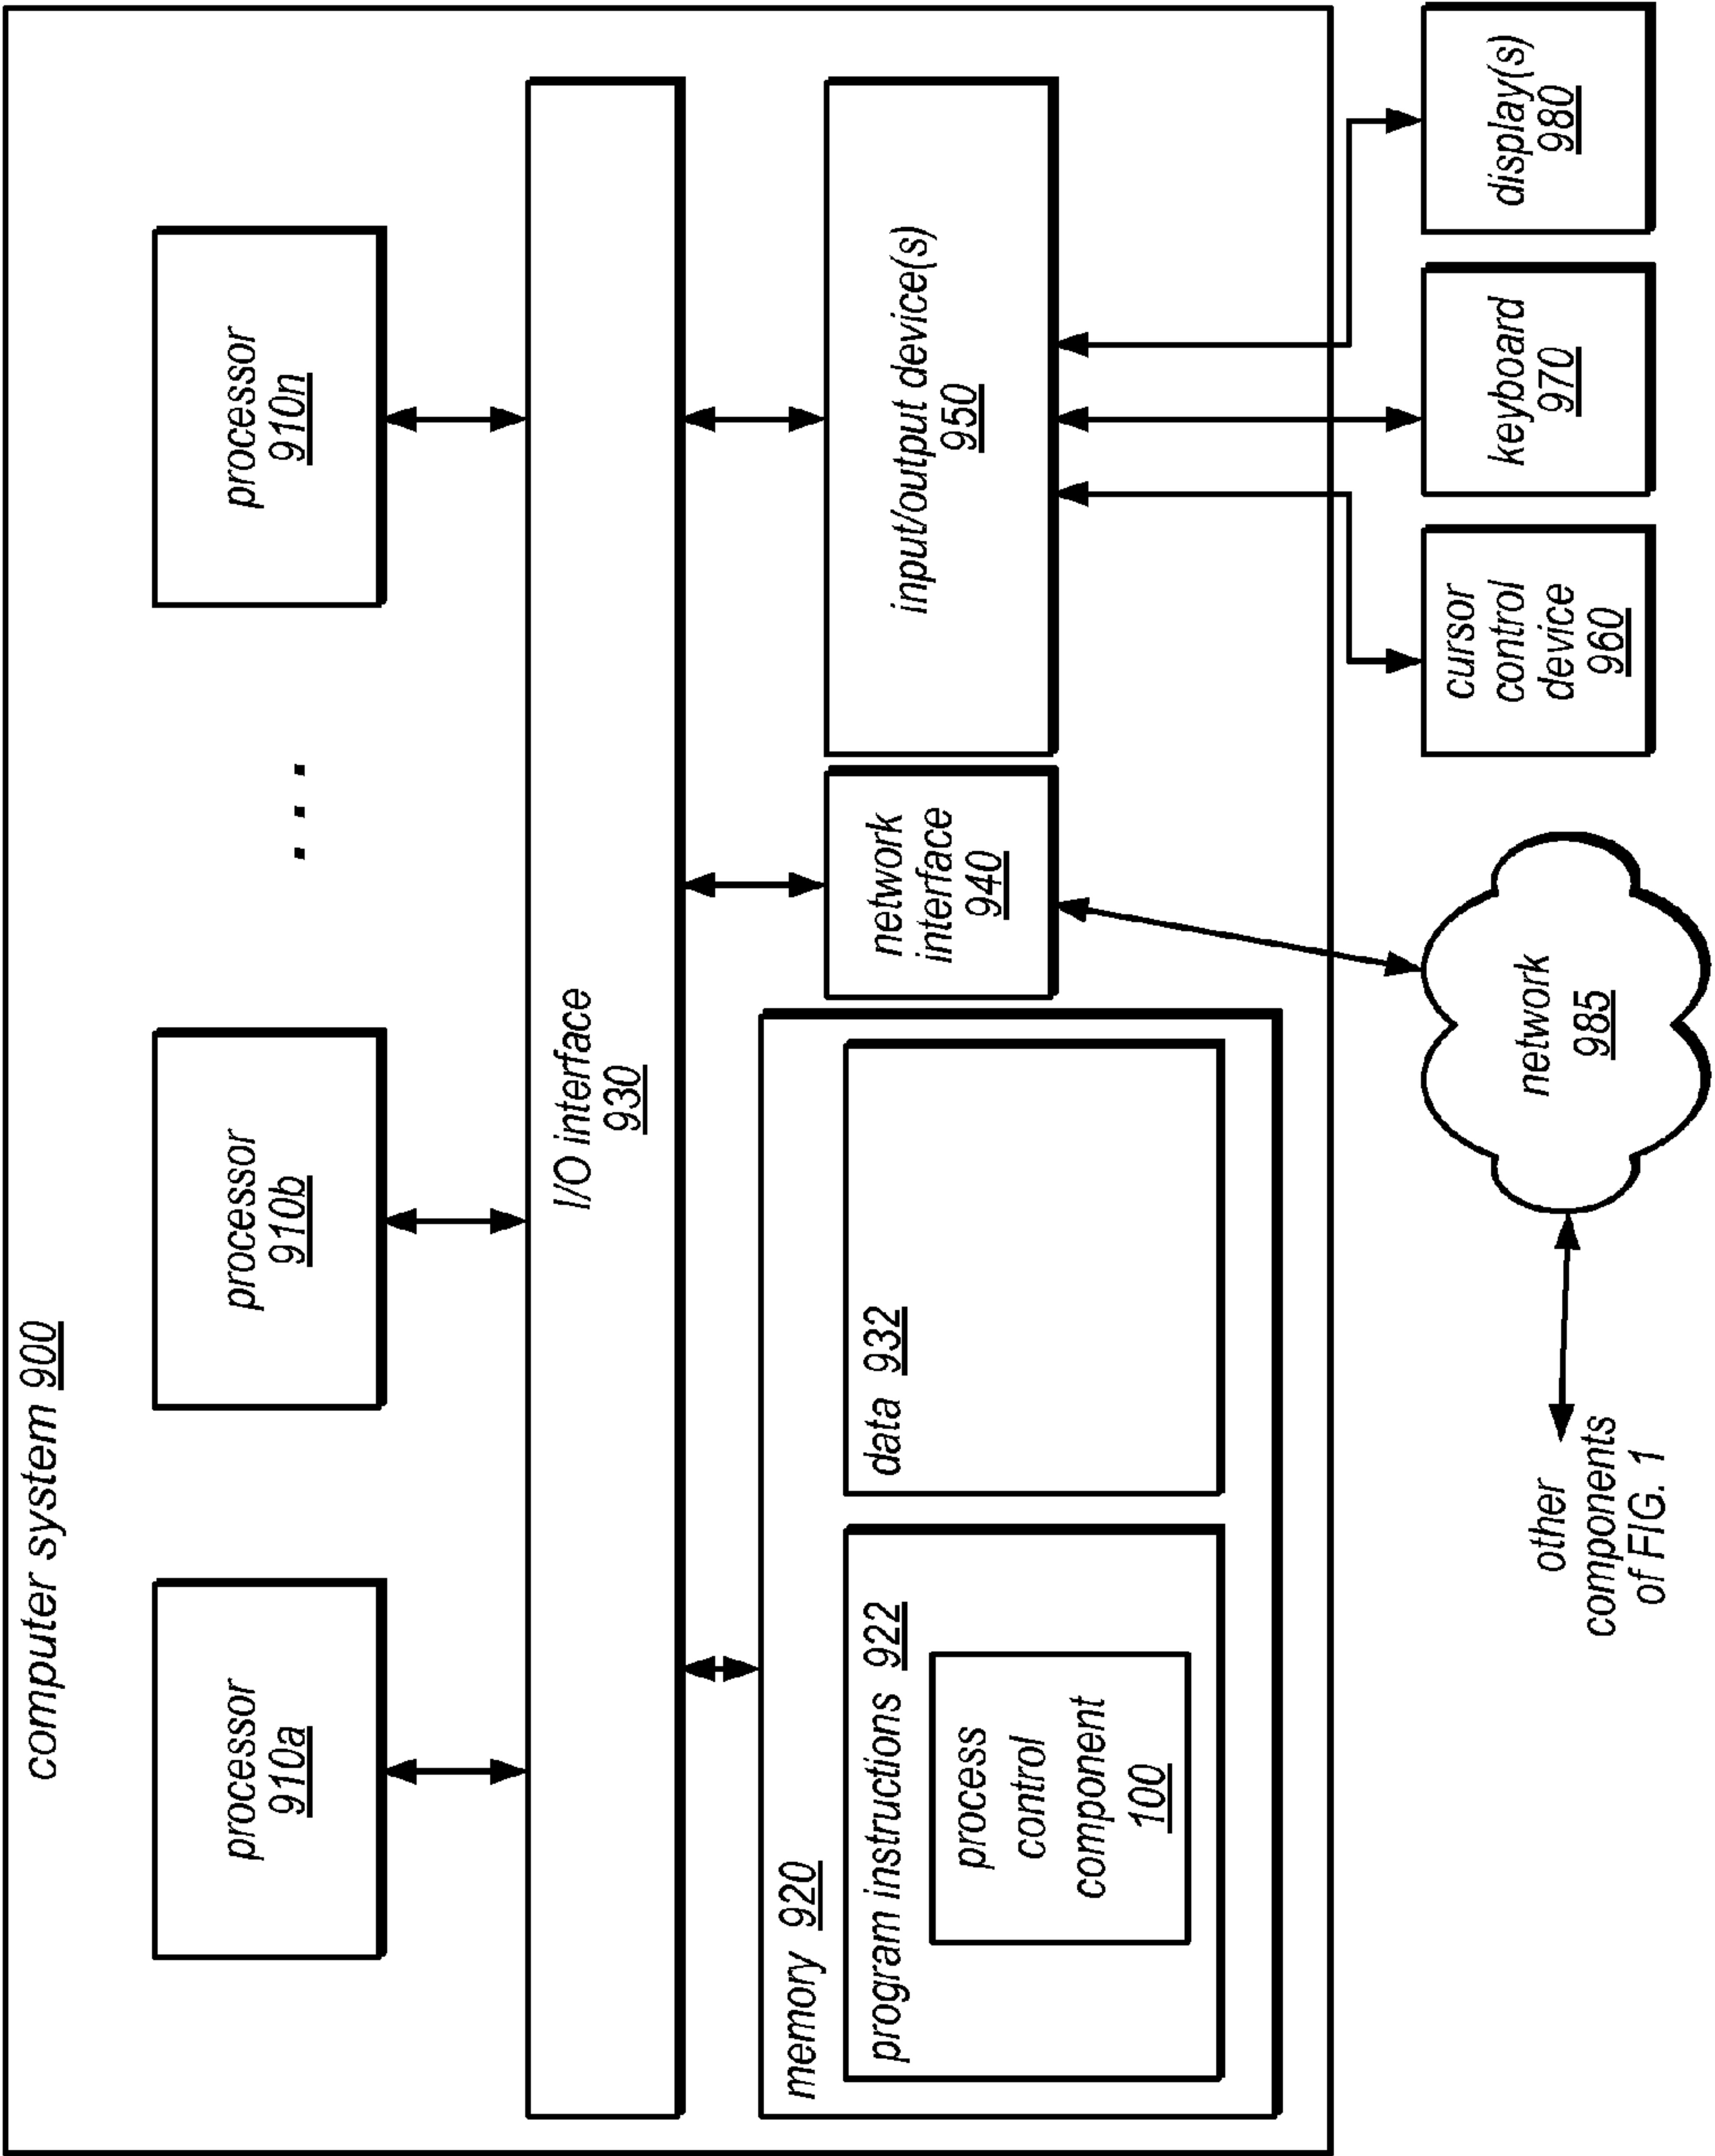 computer system 900
processor
910a
processor
910b
. . .
processor
910n
I/O interface
930
memory 920
program instructions 922
process
control
component
100
data 932
network
interface
940
input/output device(s)
950
other
components
of FIG. 1
network
985
cursor
control
device
960
keyboard
970
display(s)
980